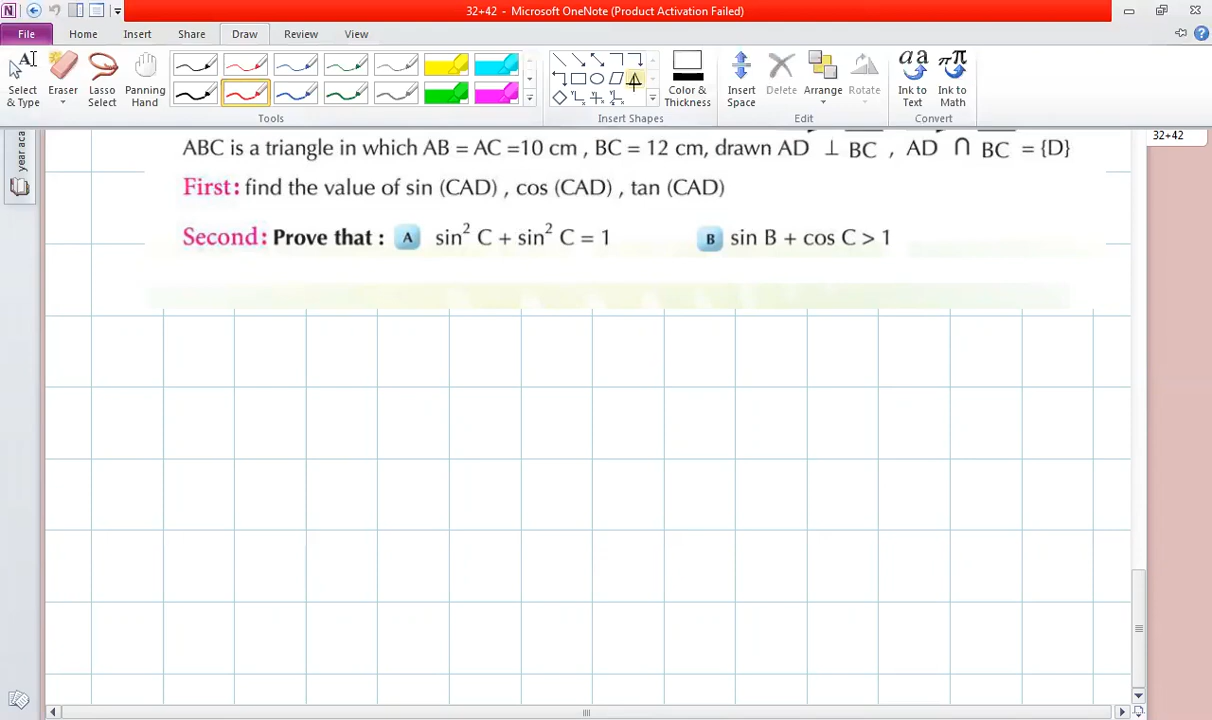 32+42 - Microsoft OneNote (Product Activation Failed)
File Home Insert Share Draw Review View
Select & Type
Eraser
Lasso Select
Panning Hand
Color & Thickness
Insert Space
Delete
Arrange
Rotate
Ink to Text
Ink to Math
Tools
Insert Shapes
Edit
Convert
32+42
year aca
ABC is a triangle in which AB = AC =10 cm , BC = 12 cm, drawn AD ⊥ BC , AD ∩ BC = {D}
First: find the value of sin (CAD) , cos (CAD) , tan (CAD)
Second: Prove that : A sin² C + sin² C = 1 B sin B + cos C > 1